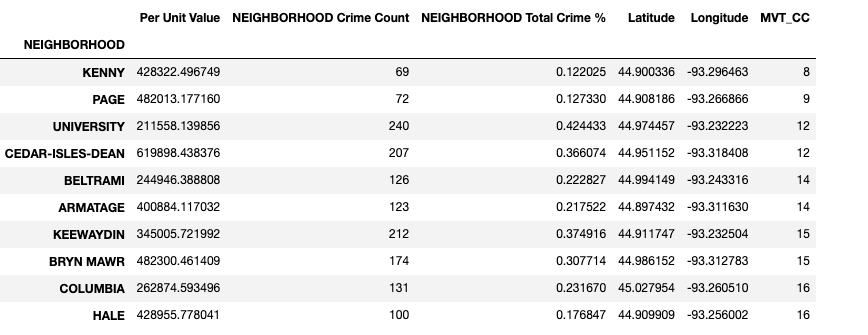 Per Unit Value NEIGHBORHOOD Crime Count NEIGHBORHOOD Total Crime % Latitude Longitude MVT_CC
NEIGHBORHOOD
KENNY 428322.496749 69 0.122025 44.900336 -93.296463 8
PAGE 482013.177160 72 0.127330 44.908186 -93.266866 9
UNIVERSITY 211558.139856 240 0.424433 44.974457 -93.232223 12
CEDAR-ISLES-DEAN 619898.438376 207 0.366074 44.951152 -93.318408 12
BELTRAMI 244946.388808 126 0.222827 44.994149 -93.243316 14
ARMATAGE 400884.117032 123 0.217522 44.897432 -93.311630 14
KEEWAYDIN 345005.721992 212 0.374916 44.911747 -93.232504 15
BRYN MAWR 482300.461409 174 0.307714 44.986152 -93.312783 15
COLUMBIA 262874.593496 131 0.231670 45.027954 -93.260510 16
HALE 428955.778041 100 0.176847 44.909909 -93.256002 16